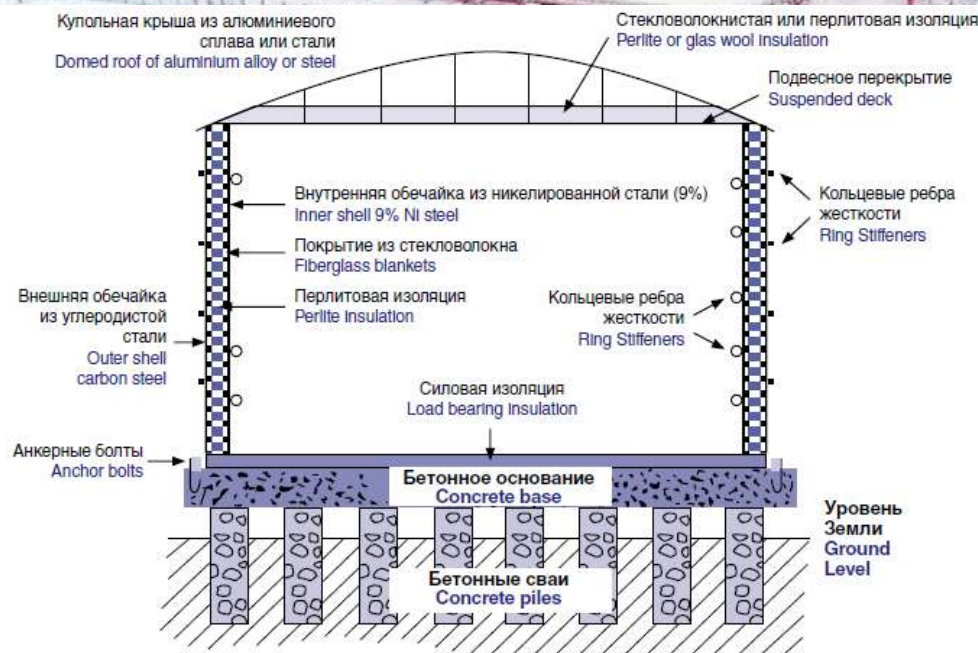 Купольная крыша из алюминиевого
сплава или стали
Domed roof of aluminium alloy or steel
Стекловолокнистая или перлитовая изоляция
Perlite or glas wool insulation
Подвесное перекрытие
Suspended deck
Внутренняя обечайка из никелированной стали (9%)
Inner shell 9% Ni steel
Кольцевые ребра
жесткости
Ring Stiffeners
Покрытие из стекловолокна
Fiberglass blankets
Внешняя обечайка
из углеродистой
стали
Outer shell
carbon steel
Перлитовая изоляция
Perlite insulation
Кольцевые ребра
жесткости
Ring Stiffeners
Силовая изоляция
Load bearing insulation
Анкерные болты
Anchor bolts
Бетонное основание
Concrete base
Уровень
Земли
Ground
Level
Бетонные сваи
Concrete piles